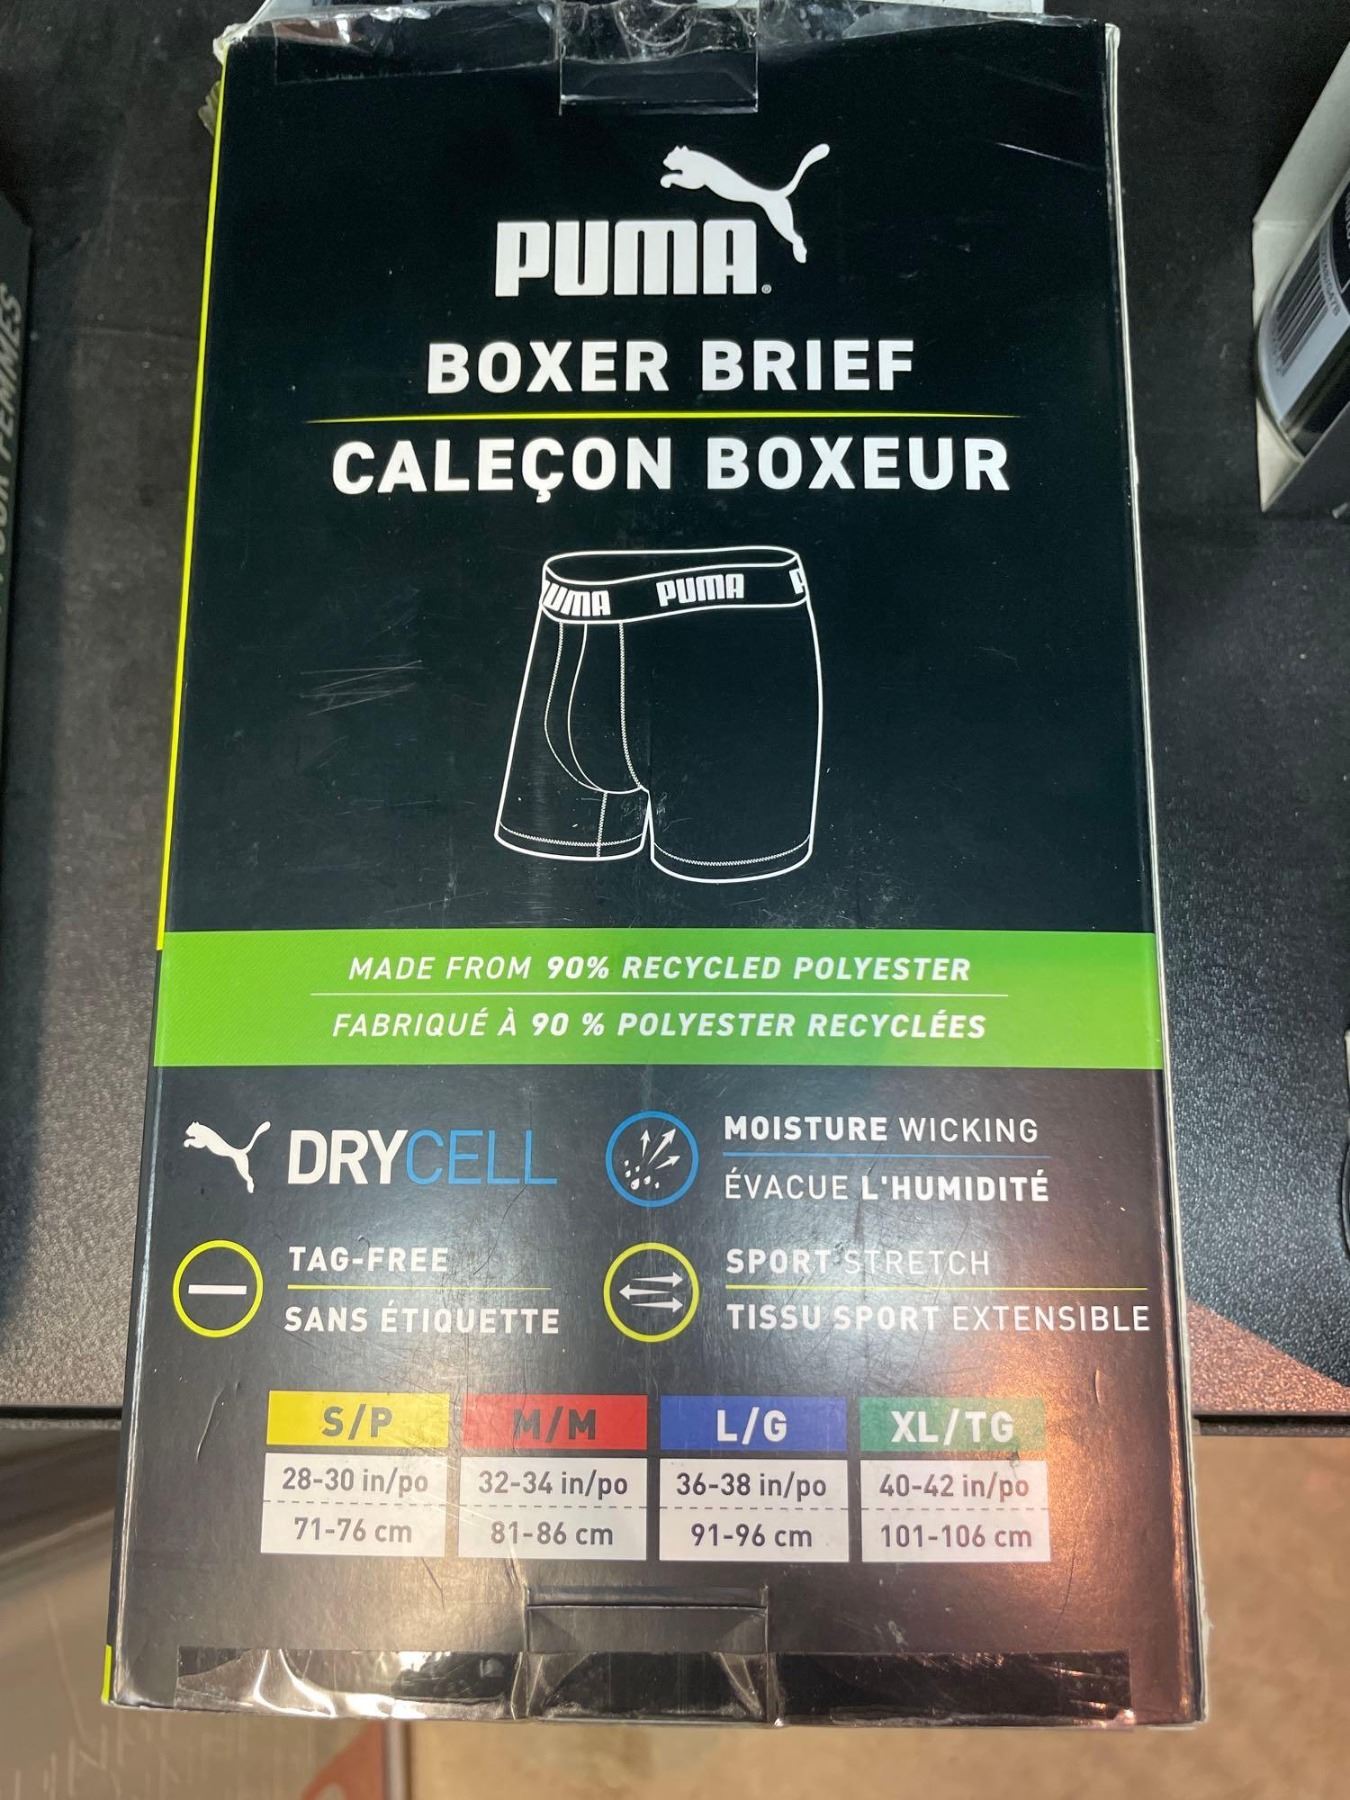 PUMA®
BOXER BRIEF
CALEÇON BOXEUR
UMA PUMA P
MADE FROM 90% RECYCLED POLYESTER
FABRIQUÉ À 90 % POLYESTER RECYCLÉES
DRYCELL
MOISTURE WICKING
ÉVACUE L'HUMIDITÉ
TAG-FREE
SANS ÉTIQUETTE
SPORT STRETCH
TISSU SPORT EXTENSIBLE
S/P M/M L/G XL/TG
28-30 in/po 32-34 in/po 36-38 in/po 40-42 in/po
71-76 cm 81-86 cm 91-96 cm 101-106 cm
FEMMES